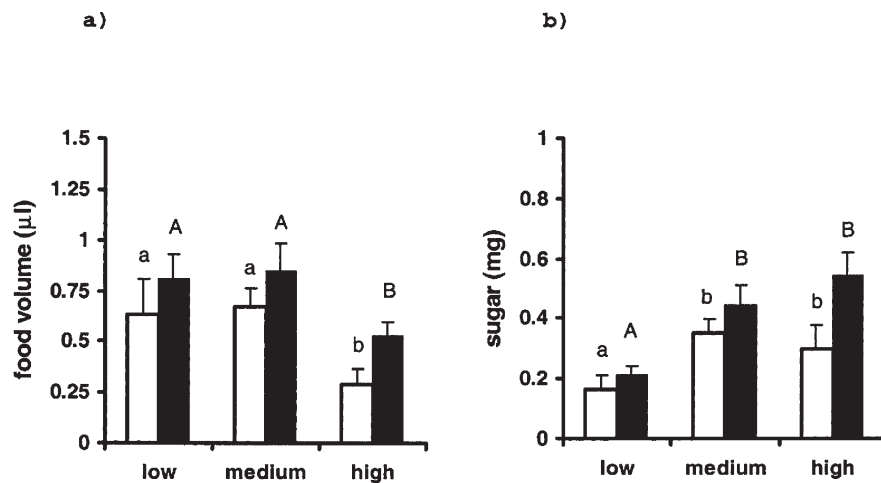 a)
1.5
1.25
1
0.75
0.5
0.25
0
food volume (µl)
a A
a A
b B
low medium high
b)
1
0.8
0.6
0.4
0.2
0
sugar (mg)
a A
b B
b B
low medium high